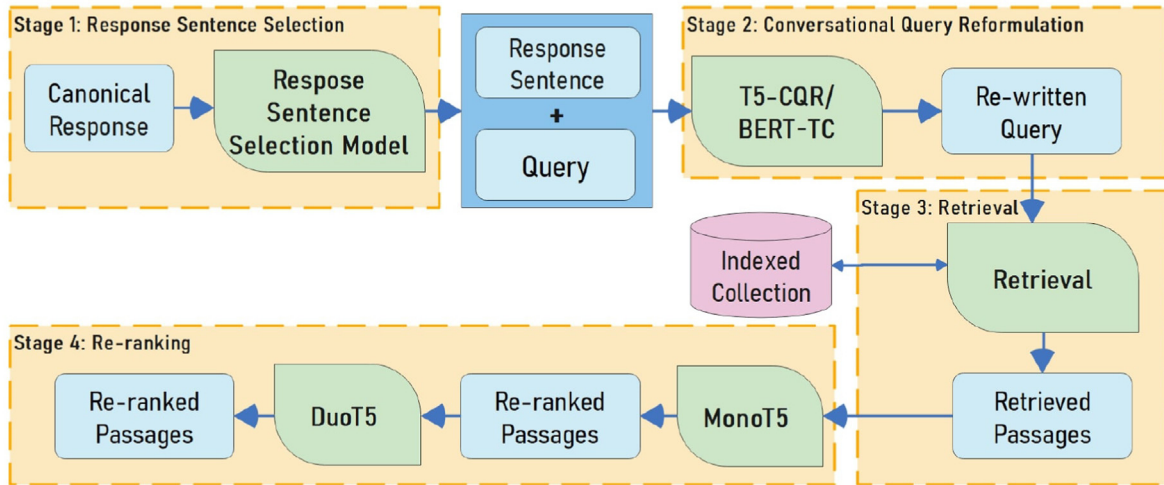 Stage 1: Response Sentence Selection
Canonical
Response
Respose
Sentence
Selection Model
Response
Sentence
+
Query
Stage 2: Conversational Query Reformulation
T5-CQR/
BERT-TC
Re-written
Query
Stage 3: Retrieval
Indexed
Collection
Retrieval
Retrieved
Passages
Stage 4: Re-ranking
Re-ranked
Passages
DuoT5
Re-ranked
Passages
MonoT5